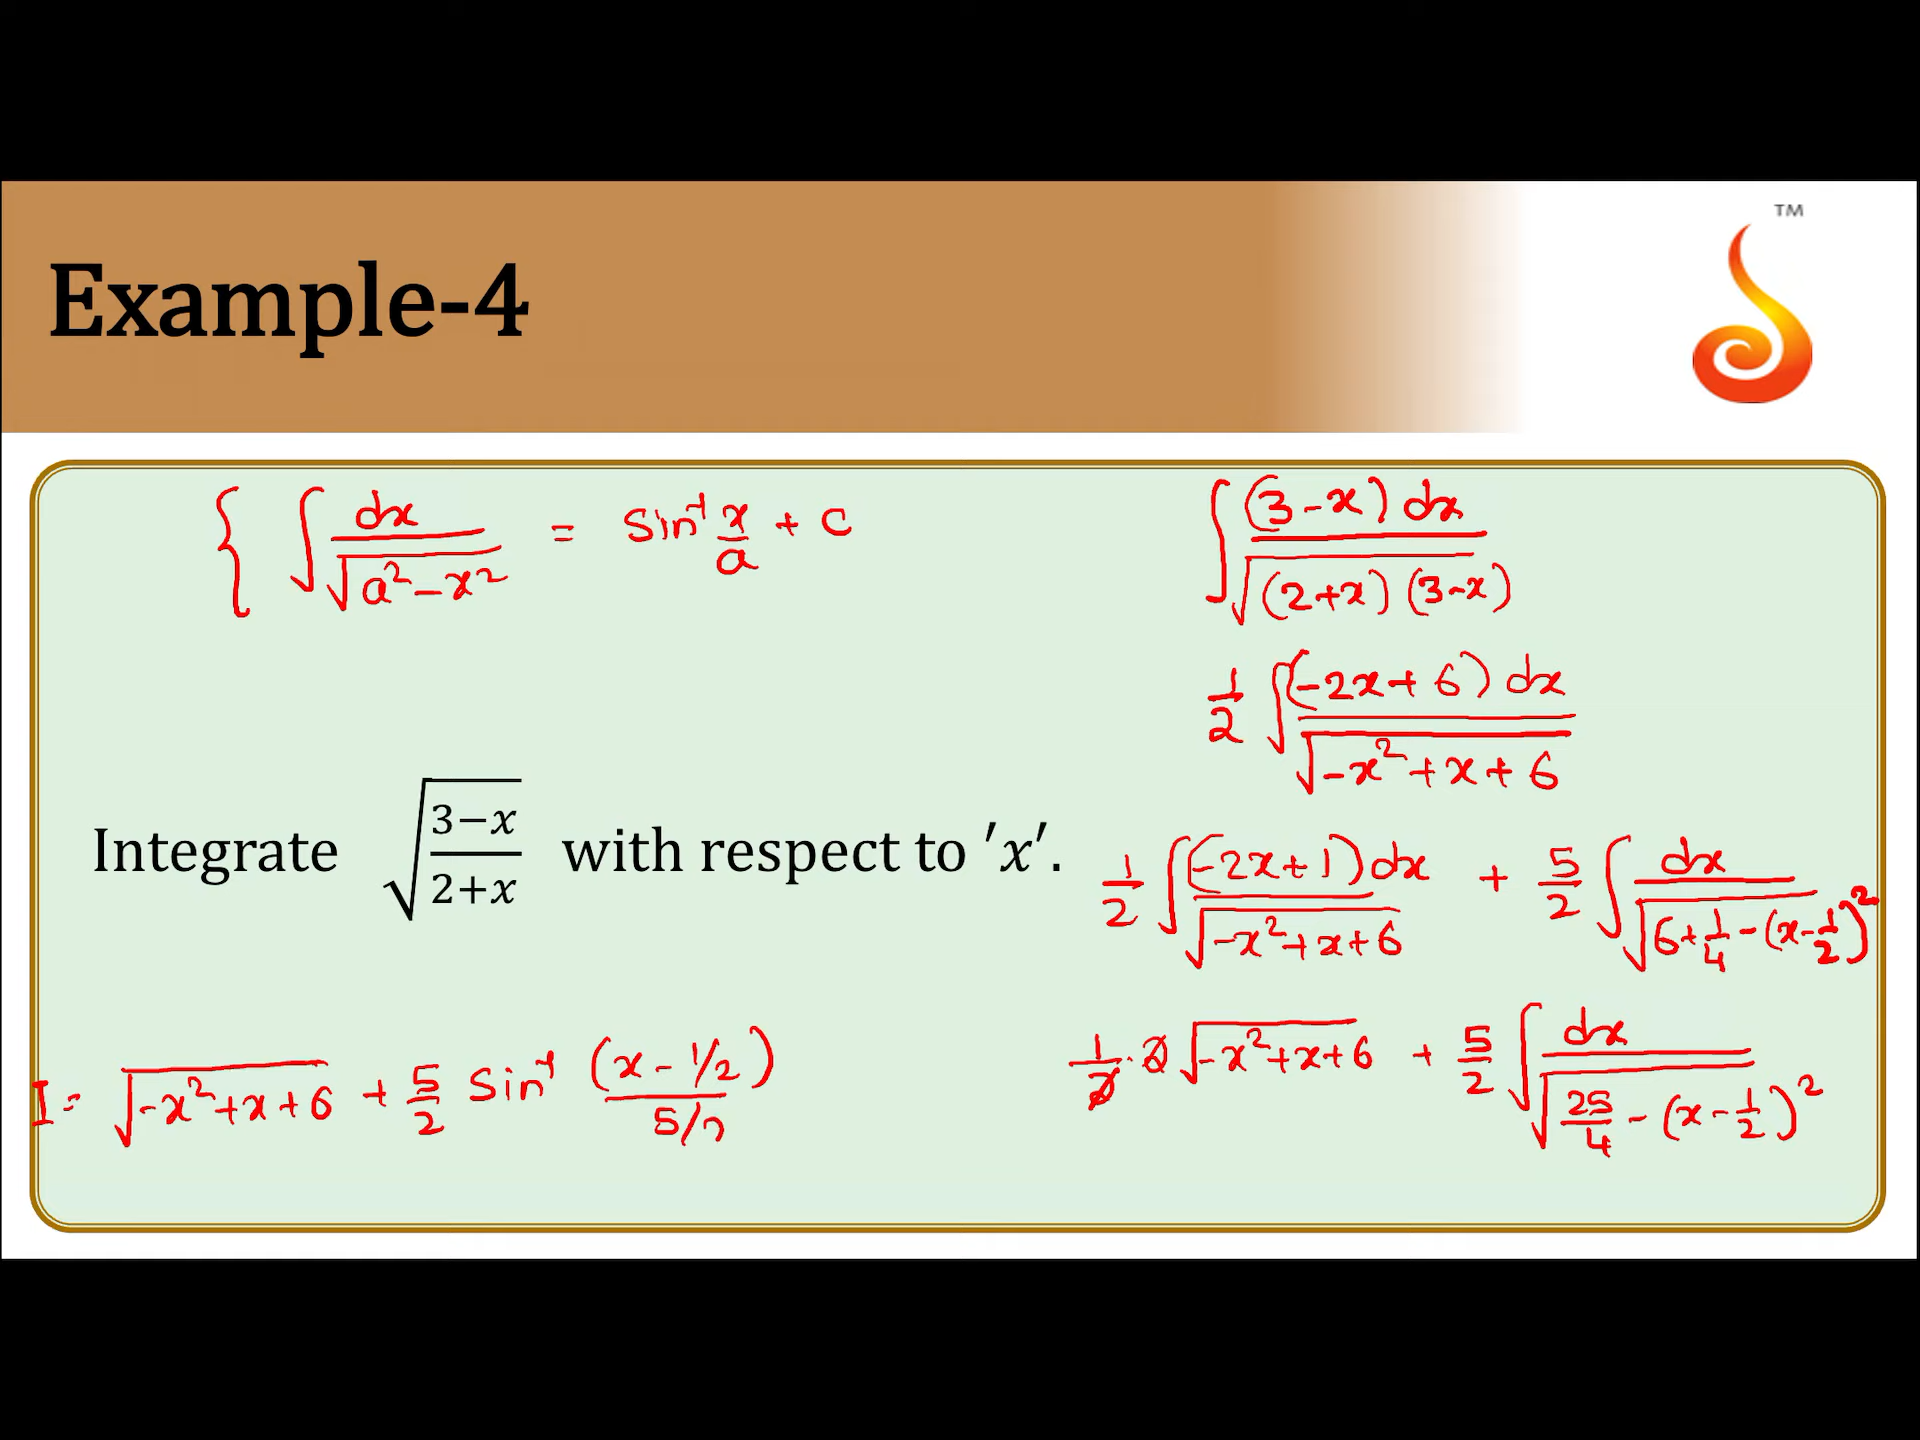 TM
Example-4
{ ∫ dx/√(a² - x²) = Sin⁻¹ x/a + C
∫ (3-x) dx / √((2+x) (3-x))
1/2 ∫ (-2x+6) dx / √(-x²+x+6)
Integrate √((3−x)/(2+x)) with respect to ′x′.
1/2 ∫ (-2x+1) dx / √(-x²+x+6) + 5/2 ∫ dx / √(6+1/4-(x-1/2)²)
1/2 · 2 √(-x²+x+6) + 5/2 ∫ dx / √(25/4 - (x-1/2)²)
I = √(-x²+x+6) + 5/2 Sin⁻¹ (x - 1/2) / 5/2